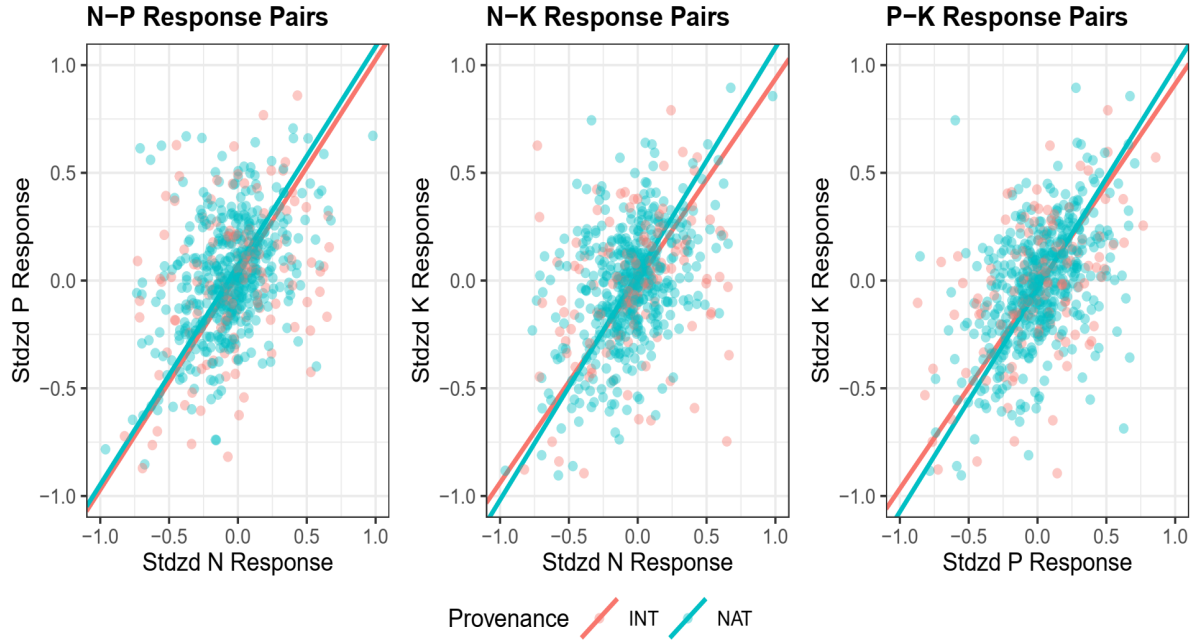 N−P Response Pairs
N−K Response Pairs
P−K Response Pairs
Stdzd P Response
1.0
0.5
0.0
−0.5
−1.0
−1.0 −0.5 0.0 0.5 1.0
Stdzd N Response
Stdzd K Response
1.0
0.5
0.0
−0.5
−1.0
−1.0 −0.5 0.0 0.5 1.0
Stdzd N Response
Stdzd K Response
1.0
0.5
0.0
−0.5
−1.0
−1.0 −0.5 0.0 0.5 1.0
Stdzd P Response
Provenance INT NAT